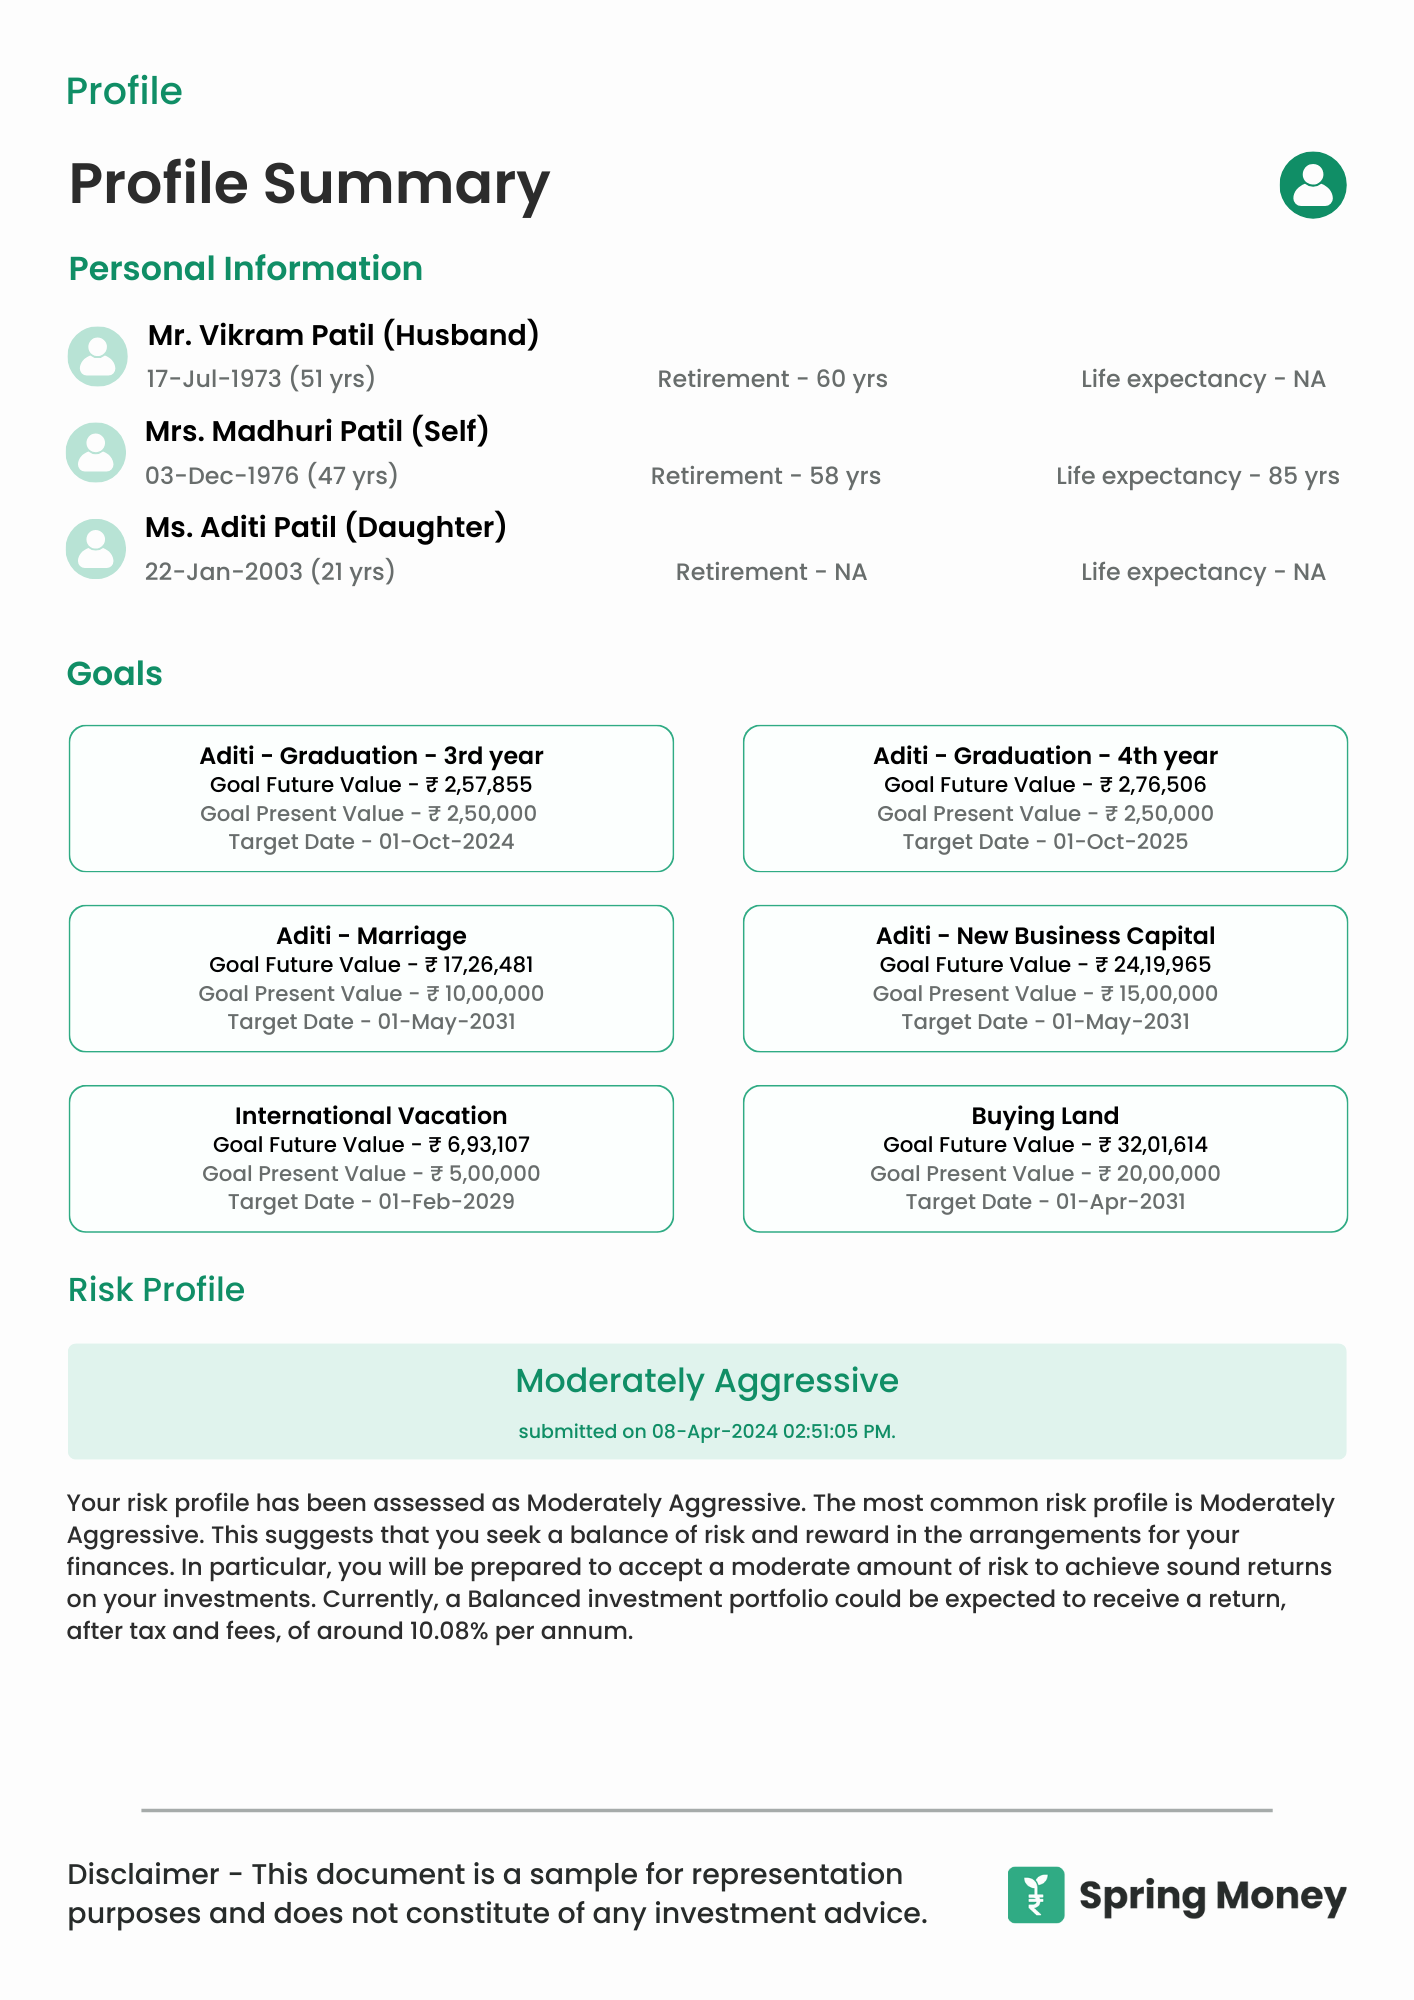 Profile
Profile Summary
Personal Information
Mr. Vikram Patil (Husband)
17-Jul-1973 (51 yrs) Retirement - 60 yrs Life expectancy - NA
Mrs. Madhuri Patil (Self)
03-Dec-1976 (47 yrs) Retirement - 58 yrs Life expectancy - 85 yrs
Ms. Aditi Patil (Daughter)
22-Jan-2003 (21 yrs) Retirement - NA Life expectancy - NA
Goals
Aditi - Graduation - 3rd year
Goal Future Value - ₹ 2,57,855
Goal Present Value - ₹ 2,50,000
Target Date - 01-Oct-2024
Aditi - Graduation - 4th year
Goal Future Value - ₹ 2,76,506
Goal Present Value - ₹ 2,50,000
Target Date - 01-Oct-2025
Aditi - Marriage
Goal Future Value - ₹ 17,26,481
Goal Present Value - ₹ 10,00,000
Target Date - 01-May-2031
Aditi - New Business Capital
Goal Future Value - ₹ 24,19,965
Goal Present Value - ₹ 15,00,000
Target Date - 01-May-2031
International Vacation
Goal Future Value - ₹ 6,93,107
Goal Present Value - ₹ 5,00,000
Target Date - 01-Feb-2029
Buying Land
Goal Future Value - ₹ 32,01,614
Goal Present Value - ₹ 20,00,000
Target Date - 01-Apr-2031
Risk Profile
Moderately Aggressive
submitted on 08-Apr-2024 02:51:05 PM.
Your risk profile has been assessed as Moderately Aggressive. The most common risk profile is Moderately
Aggressive. This suggests that you seek a balance of risk and reward in the arrangements for your
finances. In particular, you will be prepared to accept a moderate amount of risk to achieve sound returns
on your investments. Currently, a Balanced investment portfolio could be expected to receive a return,
after tax and fees, of around 10.08% per annum.
Disclaimer - This document is a sample for representation
purposes and does not constitute of any investment advice.
Spring Money